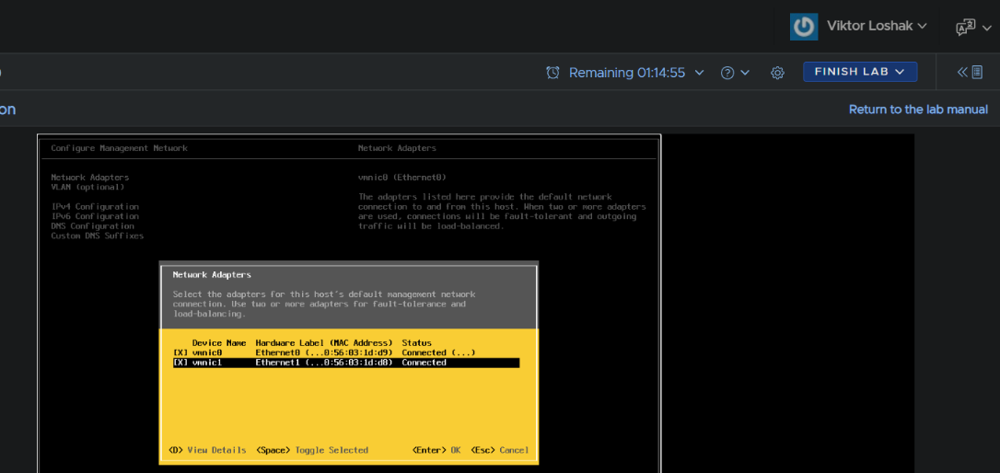 Viktor Loshak
Remaining 01:14:55
FINISH LAB
on
Return to the lab manual
Configure Management Network
Network Adapters
Network Adapters
VLAN (optional)
IPv4 Configuration
IPv6 Configuration
DNS Configuration
Custom DNS Suffixes
vmnic0 (Ethernet0)
The adapters listed here provide the default network
connection to and from this host. When two or more adapters
are used, connections will be fault-tolerant and outgoing
traffic will be load-balanced.
Network Adapters
Select the adapters for this host's default management network
connection. Use two or more adapters for fault-tolerance and
load-balancing.
Device Name Hardware Label (MAC Address) Status
[X] vmnic0 Ethernet0 (...0:56:03:1d:d9) Connected (...)
[X] vmnic1 Ethernet1 (...0:56:03:1d:d8) Connected
<D> View Details <Space> Toggle Selected <Enter> OK <Esc> Cancel